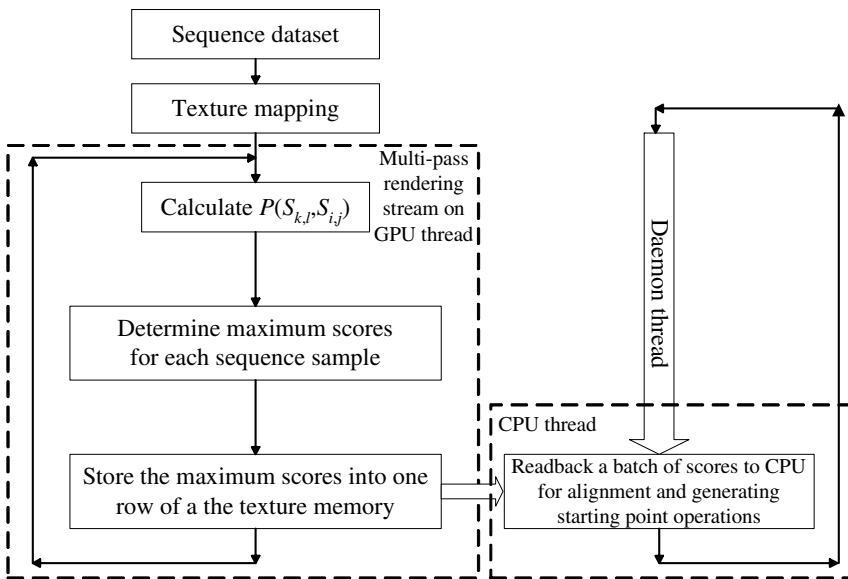 Sequence dataset
Texture mapping
Multi-pass
rendering
stream on
GPU thread
Calculate P(S_{k,l},S_{i,j})
Determine maximum scores
for each sequence sample
Store the maximum scores into one
row of a the texture memory
Daemon thread
CPU thread
Readback a batch of scores to CPU
for alignment and generating
starting point operations